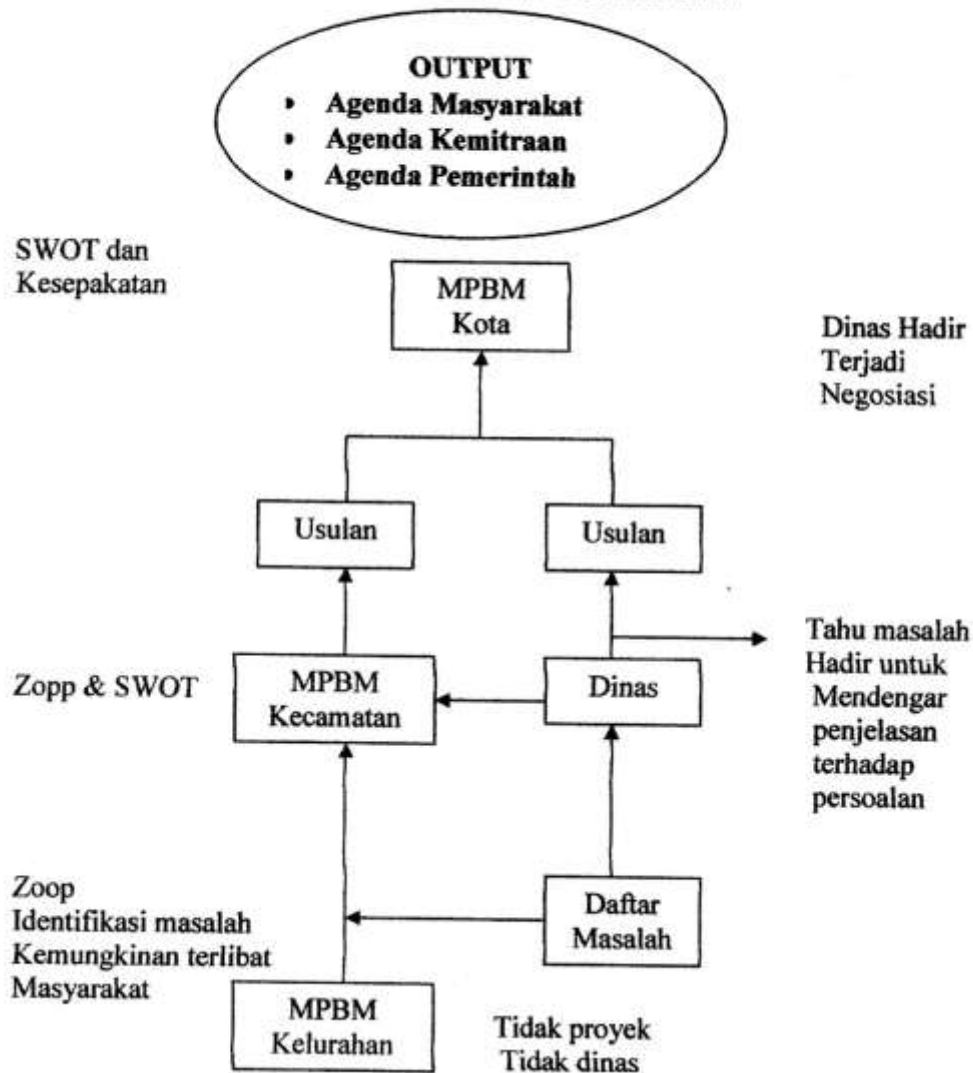 OUTPUT
Agenda Masyarakat
Agenda Kemitraan
Agenda Pemerintah
SWOT dan
Kesepakatan
MPBM
Kota
Dinas Hadir
Terjadi
Negosiasi
Usulan
Usulan
Zopp & SWOT
MPBM
Kecamatan
Dinas
Tahu masalah
Hadir untuk
Mendengar
penjelasan
terhadap
persoalan
Zoop
Identifikasi masalah
Kemungkinan terlibat
Masyarakat
Daftar
Masalah
MPBM
Kelurahan
Tidak proyek
Tidak dinas